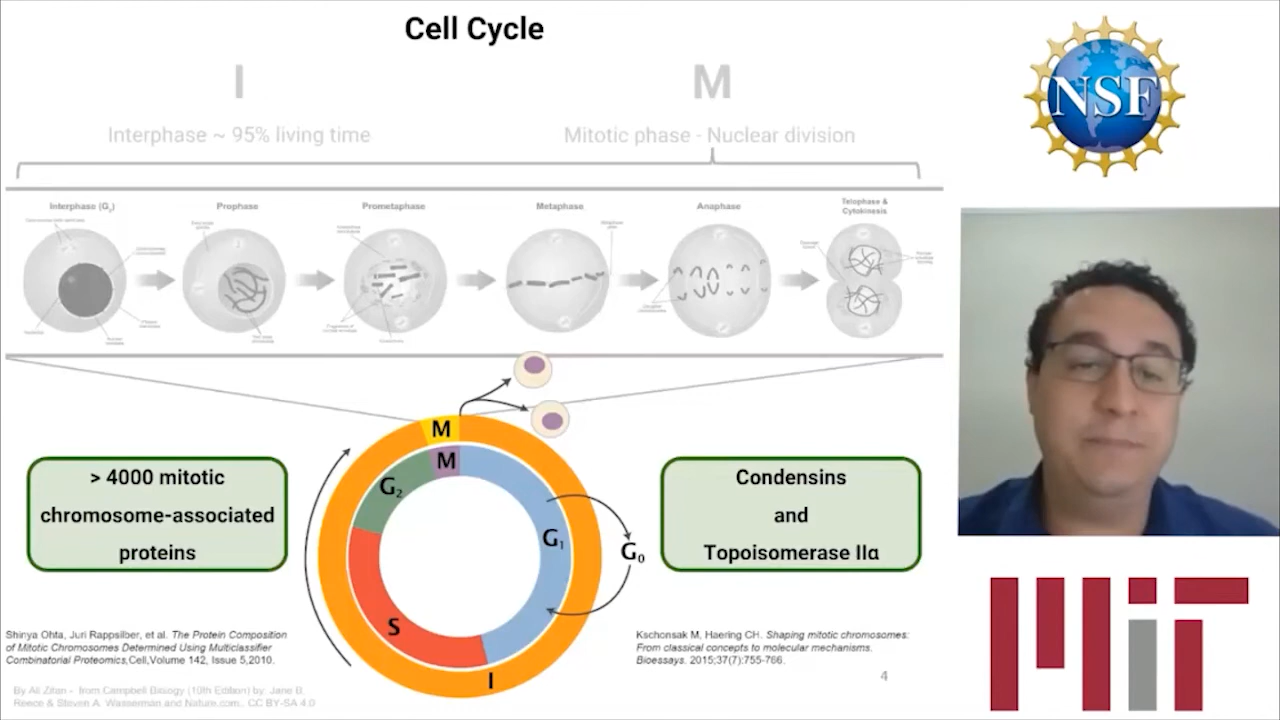 Cell Cycle
I
M
Interphase ~ 95% living time
Mitotic phase - Nuclear division
Interphase (G₂)
Prophase
Prometaphase
Metaphase
Anaphase
Telophase &
Cytokinesis
M
M
G₂
G₁
G₀
S
I
> 4000 mitotic
chromosome-associated
proteins
Condensins
and
Topoisomerase IIα
Shinya Ohta, Juri Rappsilber, et al. The Protein Composition
of Mitotic Chromosomes Determined Using Multiclassifier
Combinatorial Proteomics,Cell,Volume 142, Issue 5,2010.
Kschonsak M, Haering CH. Shaping mitotic chromosomes:
From classical concepts to molecular mechanisms.
Bioessays. 2015;37(7):755-766.
4
By Ali Zifan - from Campbell Biology (10th Edition) by: Jane B.
Reece & Steven A. Wasserman and Nature.com., CC BY-SA 4.0
NSF
MIT